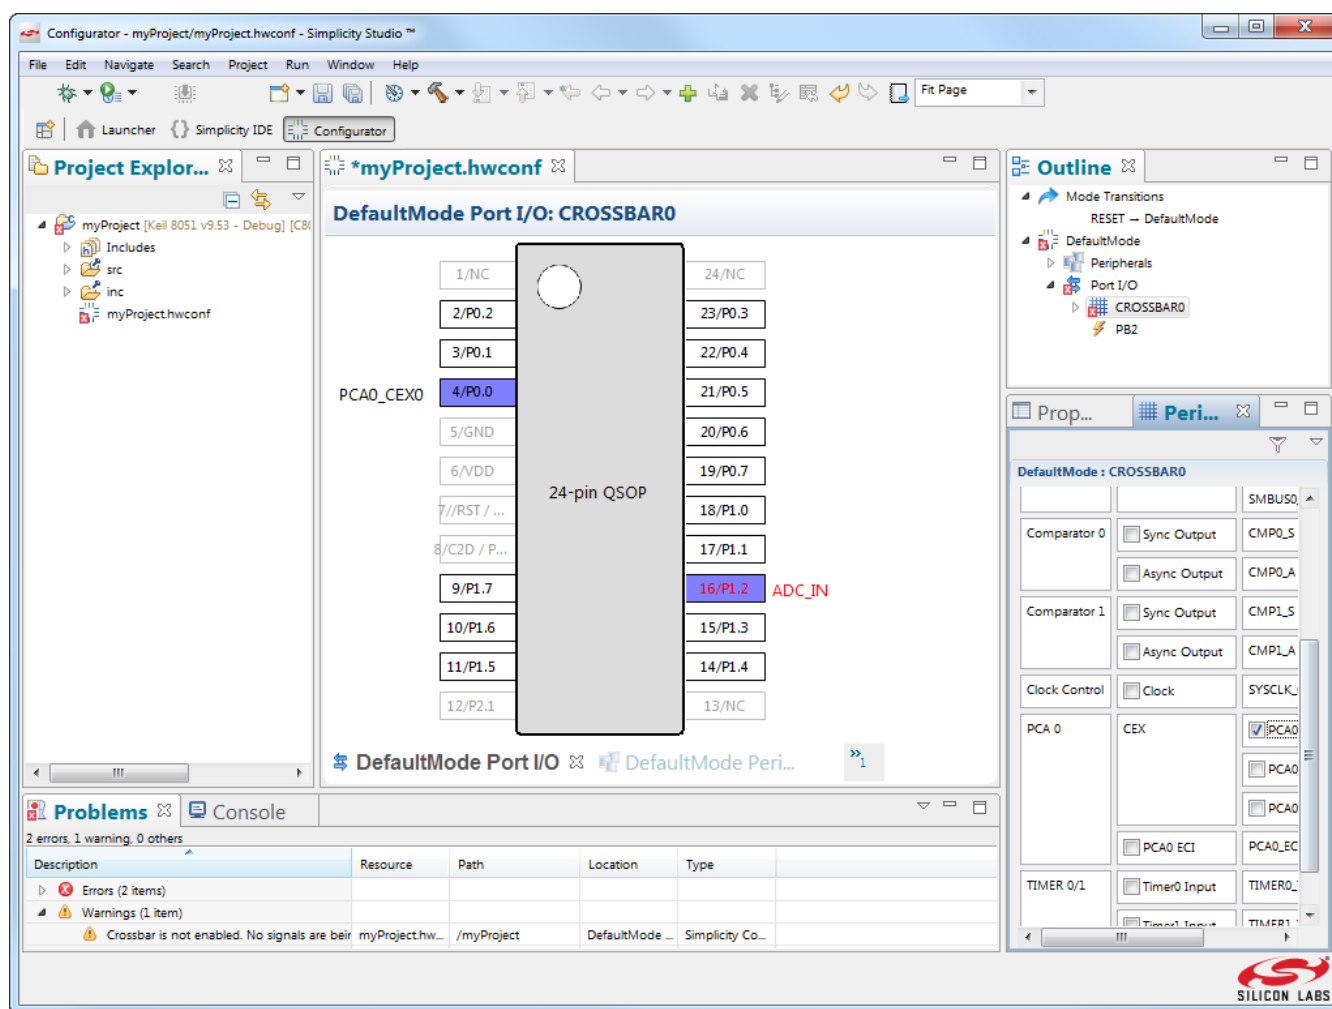 Configurator - myProject/myProject.hwconf - Simplicity Studio ™
File Edit Navigate Search Project Run Window Help
Fit Page
Launcher {} Simplicity IDE Configurator
Project Explor...
myProject [Keil 8051 v9.53 - Debug] [C8
Includes
src
inc
myProject.hwconf
*myProject.hwconf
DefaultMode Port I/O: CROSSBAR0
1/NC 24/NC
2/P0.2 23/P0.3
3/P0.1 22/P0.4
PCA0_CEX0 4/P0.0 21/P0.5
5/GND 20/P0.6
6/VDD 19/P0.7
24-pin QSOP
7//RST / ... 18/P1.0
8/C2D / P... 17/P1.1
9/P1.7 16/P1.2 ADC_IN
10/P1.6 15/P1.3
11/P1.5 14/P1.4
12/P2.1 13/NC
DefaultMode Port I/O DefaultMode Peri... »1
Outline
Mode Transitions
RESET → DefaultMode
DefaultMode
Peripherals
Port I/O
CROSSBAR0
PB2
Prop... Peri...
DefaultMode : CROSSBAR0
SMBUS0
Comparator 0 Sync Output CMP0_S
Async Output CMP0_A
Comparator 1 Sync Output CMP1_S
Async Output CMP1_A
Clock Control Clock SYSCLK_
PCA 0 CEX PCA0
PCA0
PCA0
PCA0 ECI PCA0_EC
TIMER 0/1 Timer0 Input TIMER0_
Timer1 Input TIMER1
Problems Console
2 errors, 1 warning, 0 others
Description Resource Path Location Type
Errors (2 items)
Warnings (1 item)
Crossbar is not enabled. No signals are beir myProject.hw... /myProject DefaultMode ... Simplicity Co...
SILICON LABS